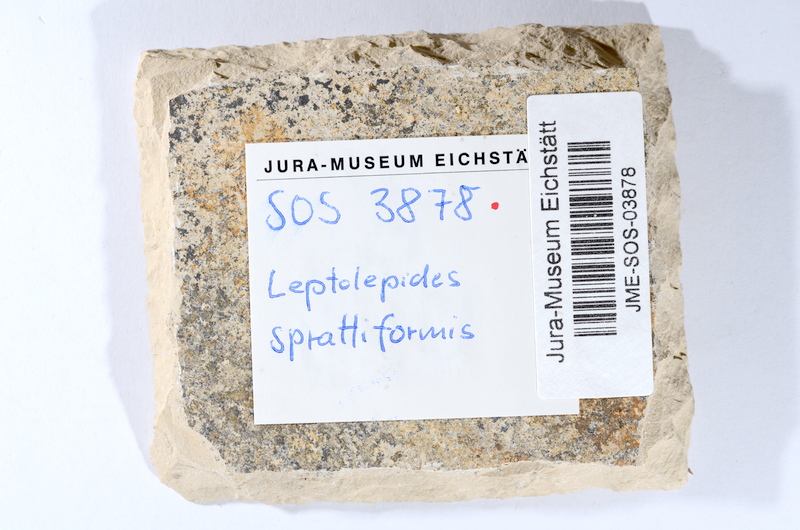 JURA-MUSEUM EICHSTÄ
SOS 3878
Leptolepides
sprattiformis
Jura-Museum Eichstätt
JME-SOS-03878